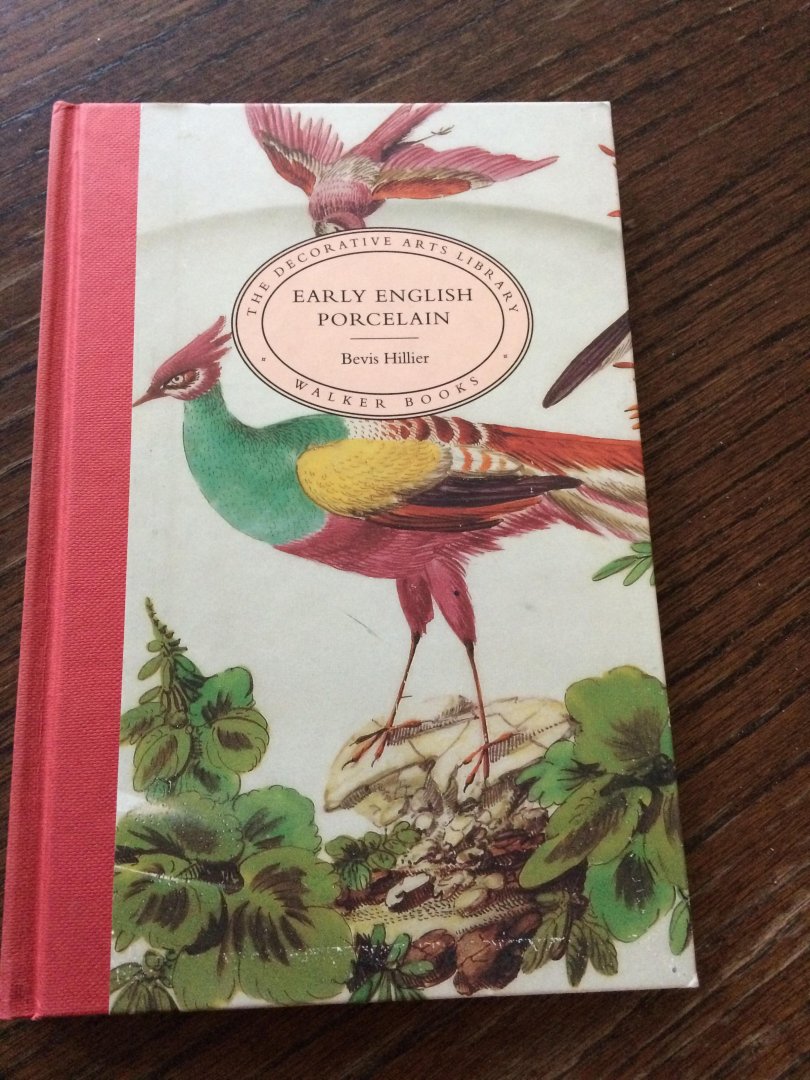 THE DECORATIVE ARTS LIBRARY
EARLY ENGLISH
PORCELAIN
Bevis Hillier
WALKER BOOKS